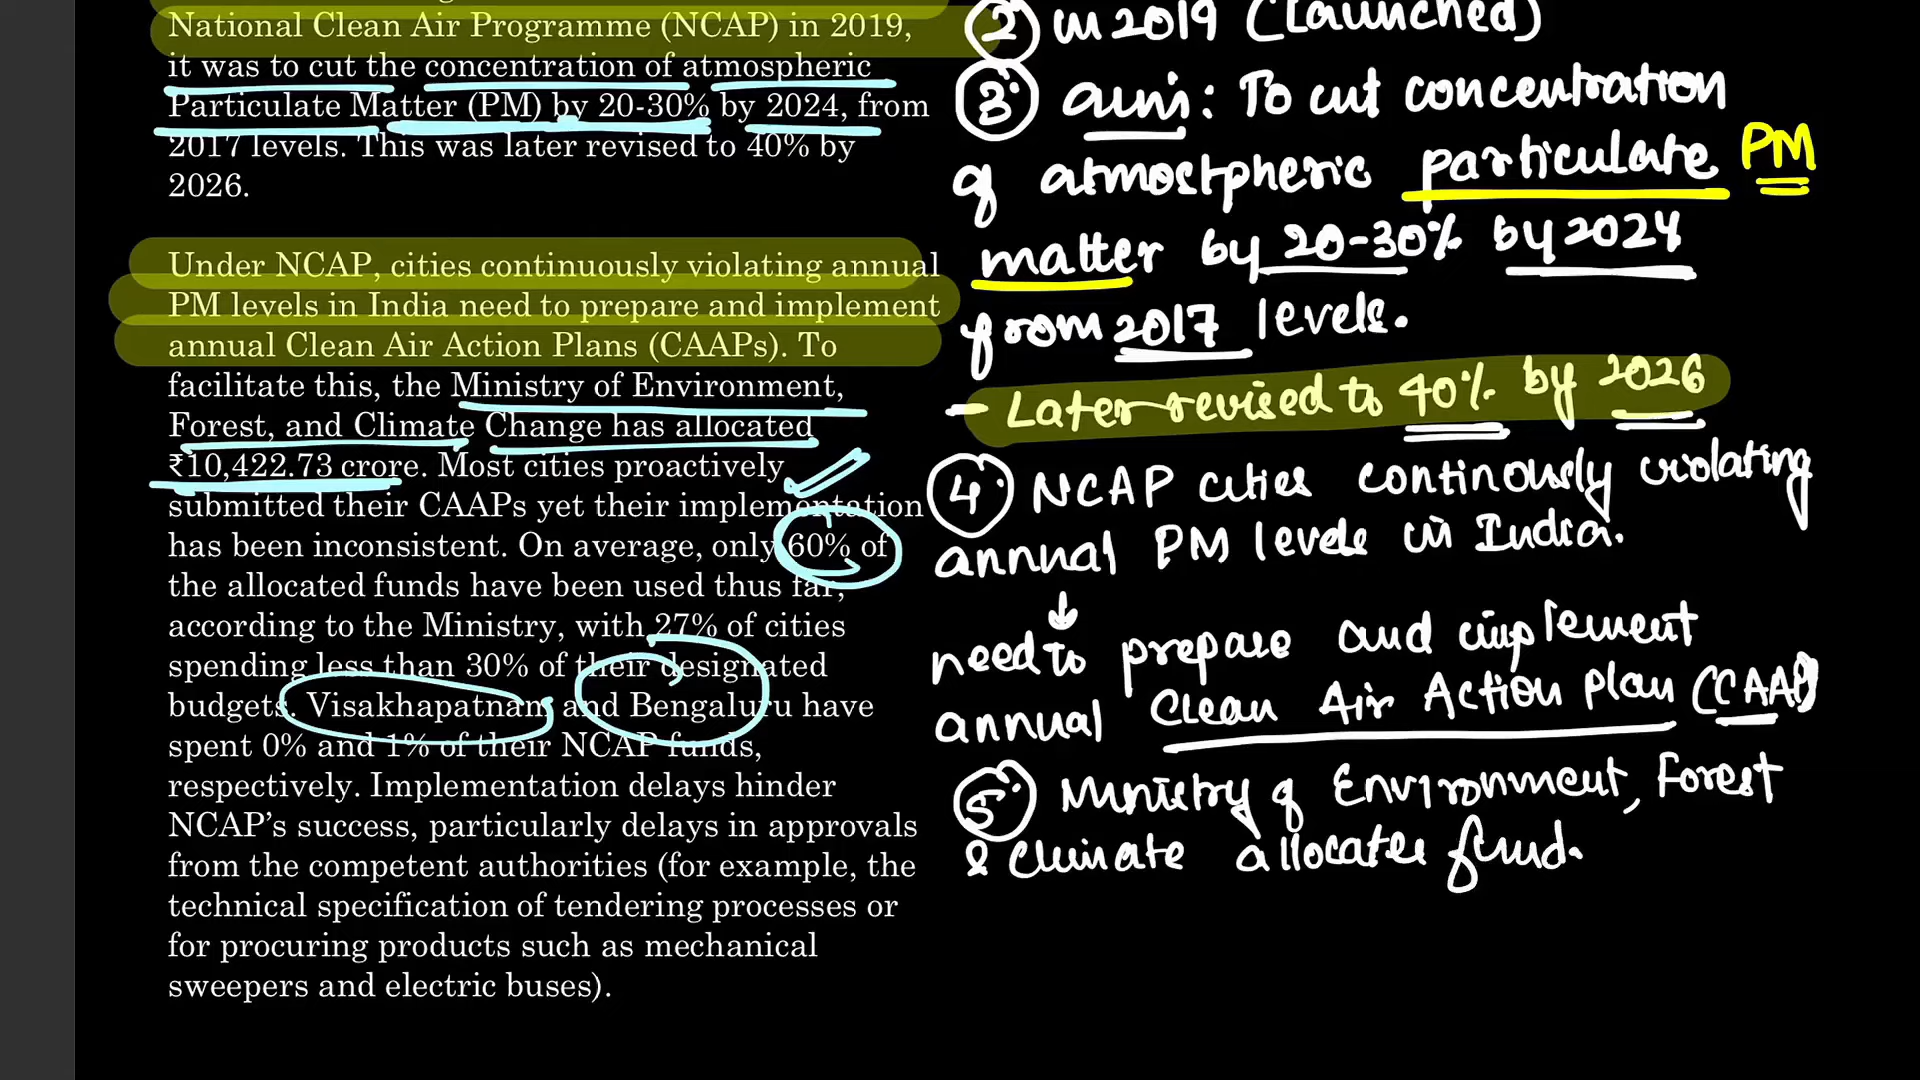 National Clean Air Programme (NCAP) in 2019,
it was to cut the concentration of atmospheric
Particulate Matter (PM) by 20-30% by 2024, from
2017 levels. This was later revised to 40% by
2026.
Under NCAP, cities continuously violating annual
PM levels in India need to prepare and implement
annual Clean Air Action Plans (CAAPs). To
facilitate this, the Ministry of Environment,
Forest, and Climate Change has allocated
₹10,422.73 crore. Most cities proactively
submitted their CAAPs yet their implementation
has been inconsistent. On average, only 60% of
the allocated funds have been used thus far,
according to the Ministry, with 27% of cities
spending less than 30% of their designated
budgets. Visakhapatnam and Bengaluru have
spent 0% and 1% of their NCAP funds,
respectively. Implementation delays hinder
NCAP’s success, particularly delays in approvals
from the competent authorities (for example, the
technical specification of tendering processes or
for procuring products such as mechanical
sweepers and electric buses).
2 in 2019 (Launched)
3. aim : To cut concentration
of atmostpheric particulate PM
matter by 20-30% by 2024
from 2017 levels.
- Later revised to 40% by 2026
4. NCAP cities continously violating
annual PM levels in India.
↓
need to prepare and implement
annual Clean Air Action Plan (CAAP)
5. Ministry of Environment, Forest
& Climate allocates fund.